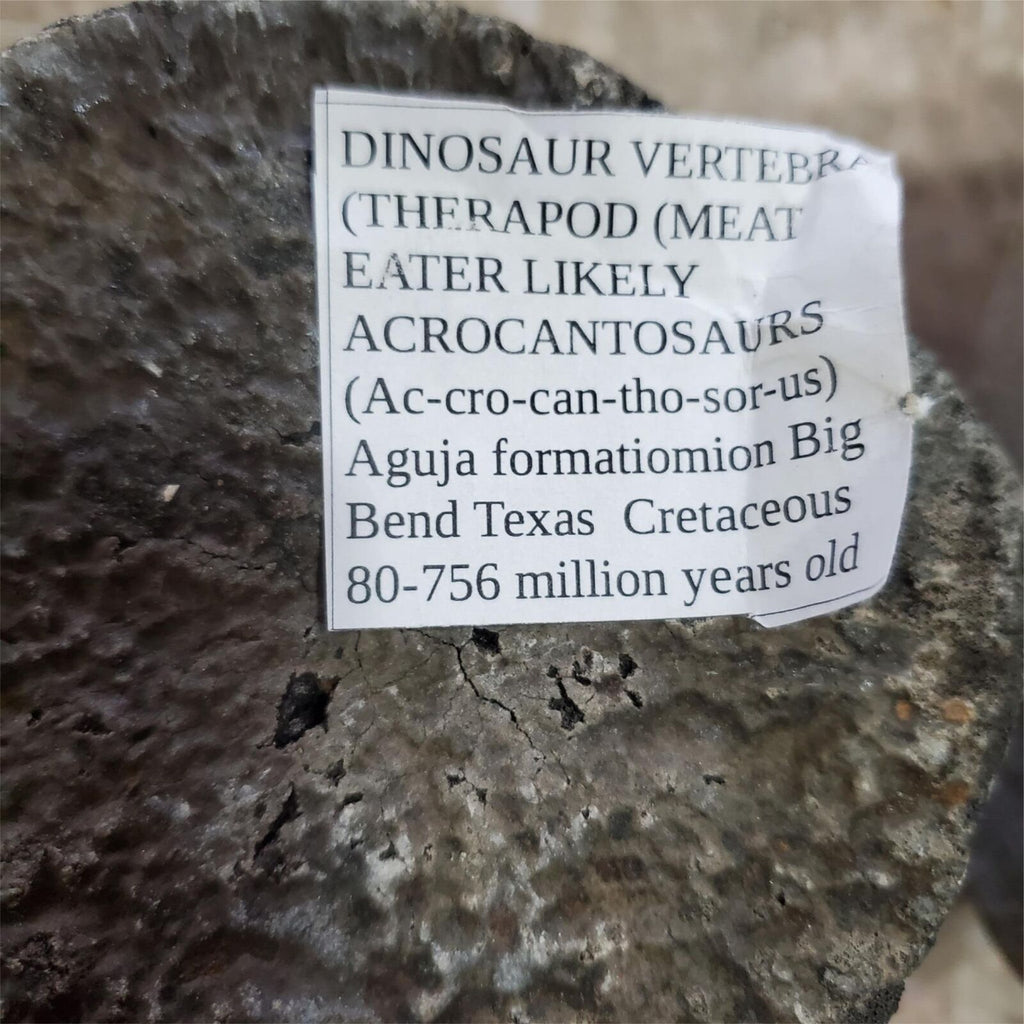 DINOSAUR VERTEBRA
(THERAPOD (MEAT
EATER LIKELY
ACROCANTOSAURS
(Ac-cro-can-tho-sor-us)
Aguja formatiomion Big
Bend Texas Cretaceous
80-756 million years old